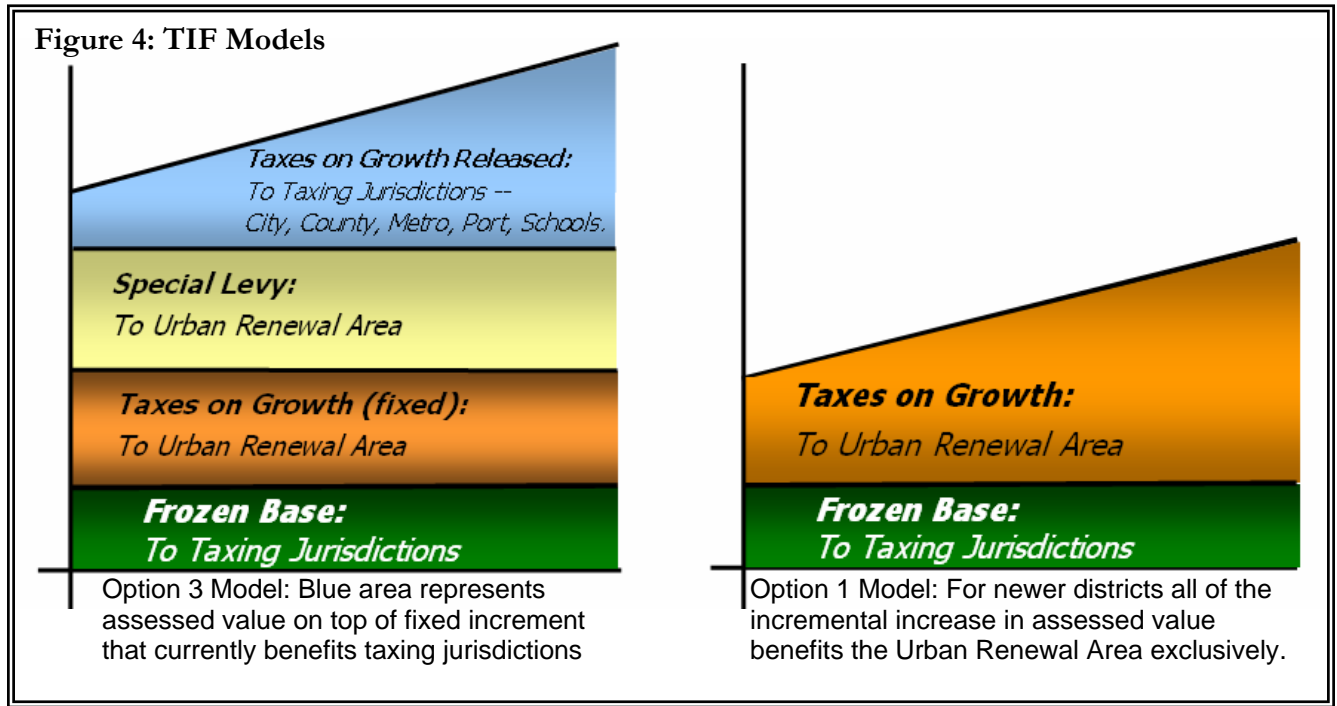 Figure 4: TIF Models
Taxes on Growth Released:
To Taxing Jurisdictions --
City, County, Metro, Port, Schools.
Special Levy:
To Urban Renewal Area
Taxes on Growth (fixed):
To Urban Renewal Area
Frozen Base:
To Taxing Jurisdictions
Option 3 Model: Blue area represents
assessed value on top of fixed increment
that currently benefits taxing jurisdictions
Taxes on Growth:
To Urban Renewal Area
Frozen Base:
To Taxing Jurisdictions
Option 1 Model: For newer districts all of the
incremental increase in assessed value
benefits the Urban Renewal Area exclusively.